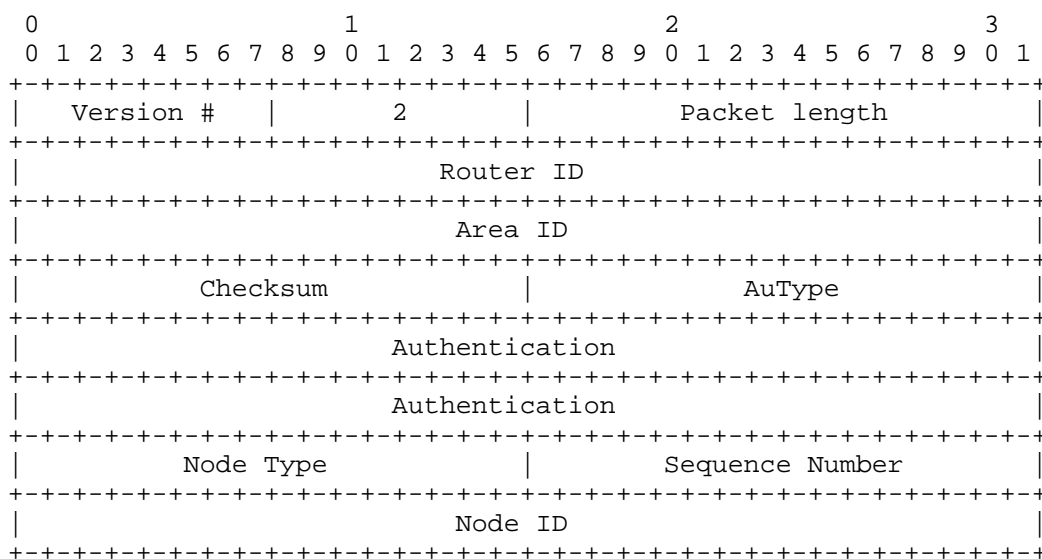 0                   1                   2                   3
 0 1 2 3 4 5 6 7 8 9 0 1 2 3 4 5 6 7 8 9 0 1 2 3 4 5 6 7 8 9 0 1
+-+-+-+-+-+-+-+-+-+-+-+-+-+-+-+-+-+-+-+-+-+-+-+-+-+-+-+-+-+-+-+-+
|   Version #   |       2       |         Packet length         |
+-+-+-+-+-+-+-+-+-+-+-+-+-+-+-+-+-+-+-+-+-+-+-+-+-+-+-+-+-+-+-+-+
|                          Router ID                            |
+-+-+-+-+-+-+-+-+-+-+-+-+-+-+-+-+-+-+-+-+-+-+-+-+-+-+-+-+-+-+-+-+
|                           Area ID                             |
+-+-+-+-+-+-+-+-+-+-+-+-+-+-+-+-+-+-+-+-+-+-+-+-+-+-+-+-+-+-+-+-+
|           Checksum            |             AuType            |
+-+-+-+-+-+-+-+-+-+-+-+-+-+-+-+-+-+-+-+-+-+-+-+-+-+-+-+-+-+-+-+-+
|                       Authentication                          |
+-+-+-+-+-+-+-+-+-+-+-+-+-+-+-+-+-+-+-+-+-+-+-+-+-+-+-+-+-+-+-+-+
|                       Authentication                          |
+-+-+-+-+-+-+-+-+-+-+-+-+-+-+-+-+-+-+-+-+-+-+-+-+-+-+-+-+-+-+-+-+
|          Node Type            |        Sequence Number        |
+-+-+-+-+-+-+-+-+-+-+-+-+-+-+-+-+-+-+-+-+-+-+-+-+-+-+-+-+-+-+-+-+
|                           Node ID                             |
+-+-+-+-+-+-+-+-+-+-+-+-+-+-+-+-+-+-+-+-+-+-+-+-+-+-+-+-+-+-+-+-+